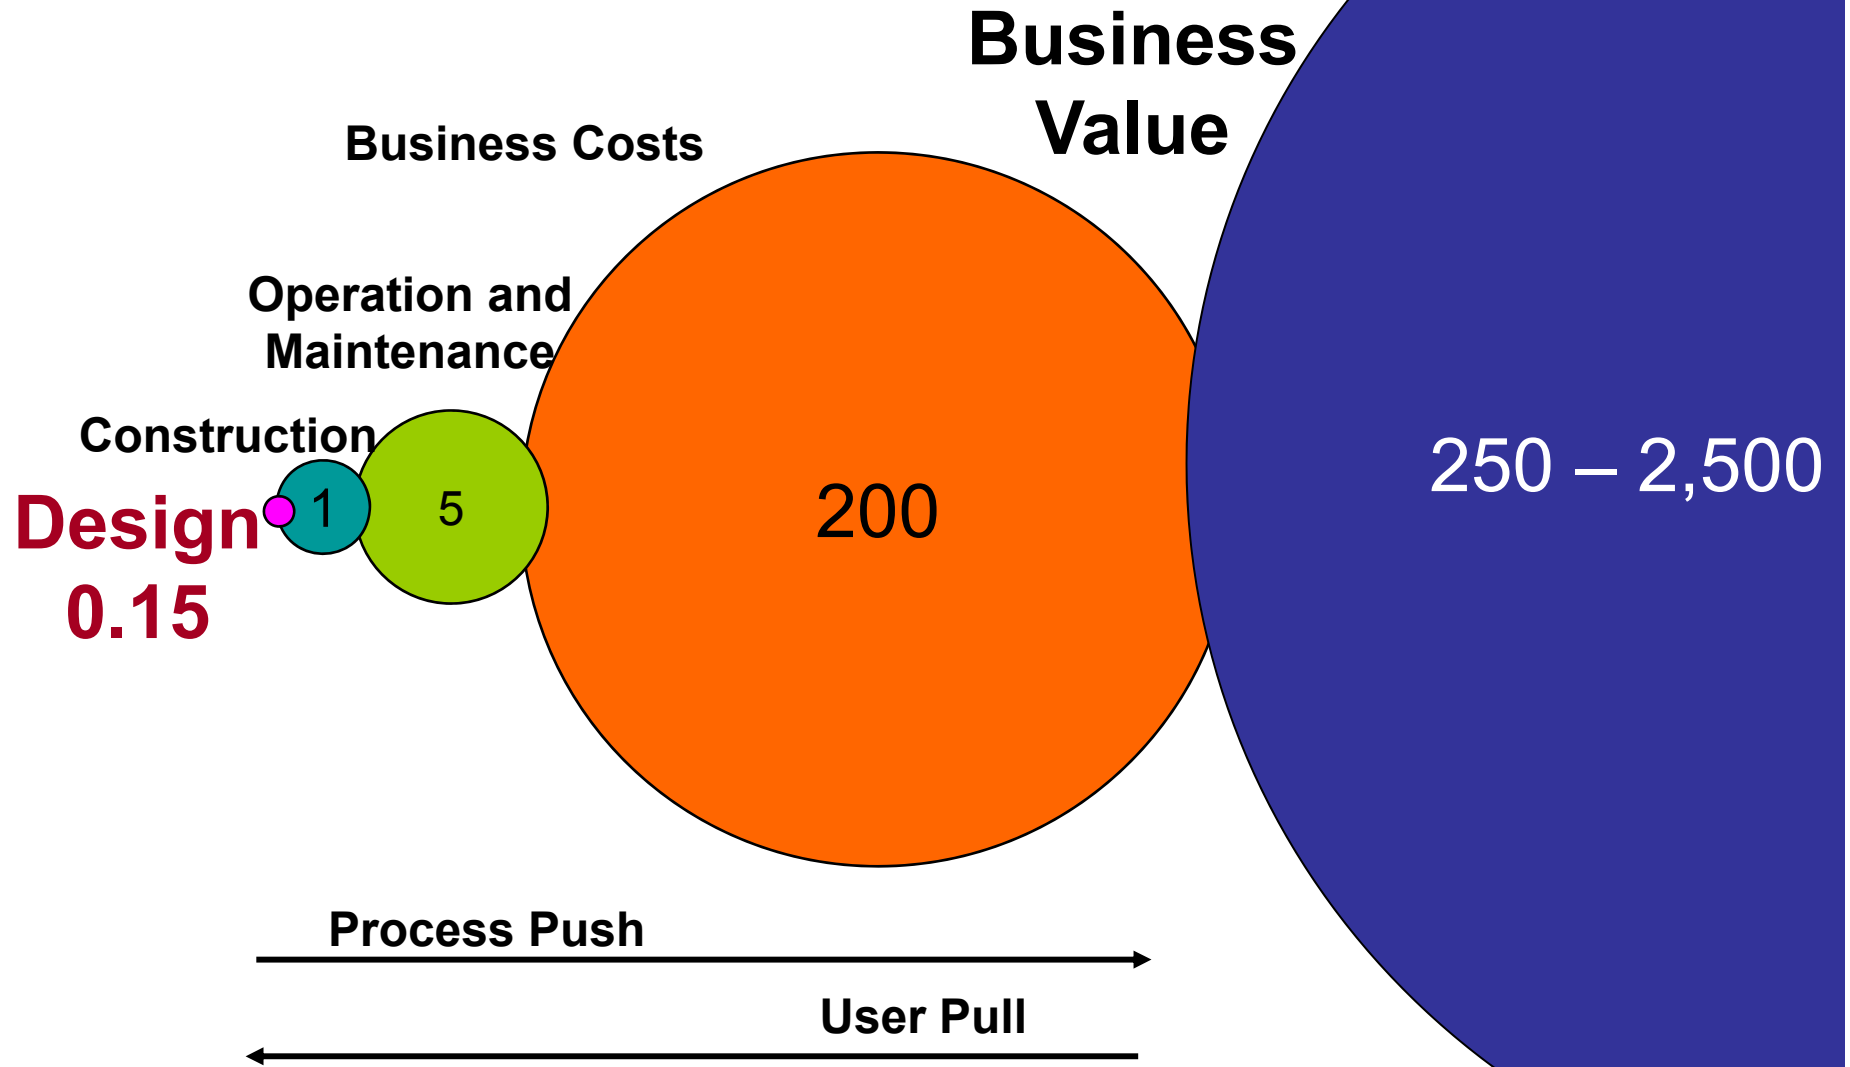 Business
Value
Business Costs
Operation and
Maintenance
Construction
Design
0.15
1
5
200
250 – 2,500
Process Push
User Pull